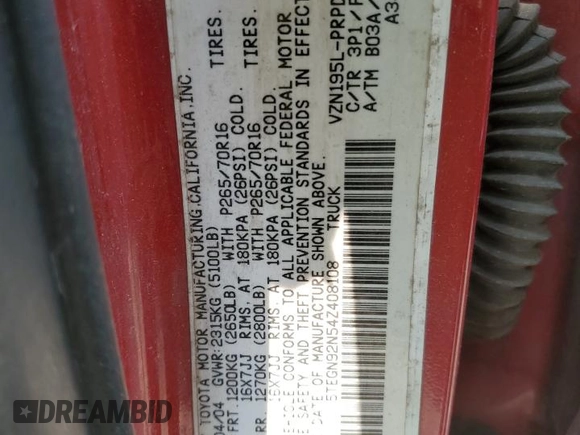 TOYOTA MOTOR MANUFACTURING CALIFORNIA, INC.
04/04 GVWR: 2315KG (5100LB)
FRT. 1200KG (2650LB) WITH P265/70R16 TIRES.
16X7JJ RIMS. AT 180KPA (26PSI) COLD.
RR. 1270KG (2800LB) WITH P265/70R16 TIRES.
16X7JJ RIMS. AT 180KPA (26PSI) COLD.
CONFORMS TO ALL APPLICABLE FEDERAL MOTOR
SAFETY AND THEFT PREVENTION STANDARDS IN EFFECT
DATE OF MANUFACTURE SHOWN ABOVE.
5TEGN92N54Z408108 TRUCK
VZN195L-PRPD
C/TR 3P1/F
A/TM B03A/
A3
DREAMBID
DREAMBID